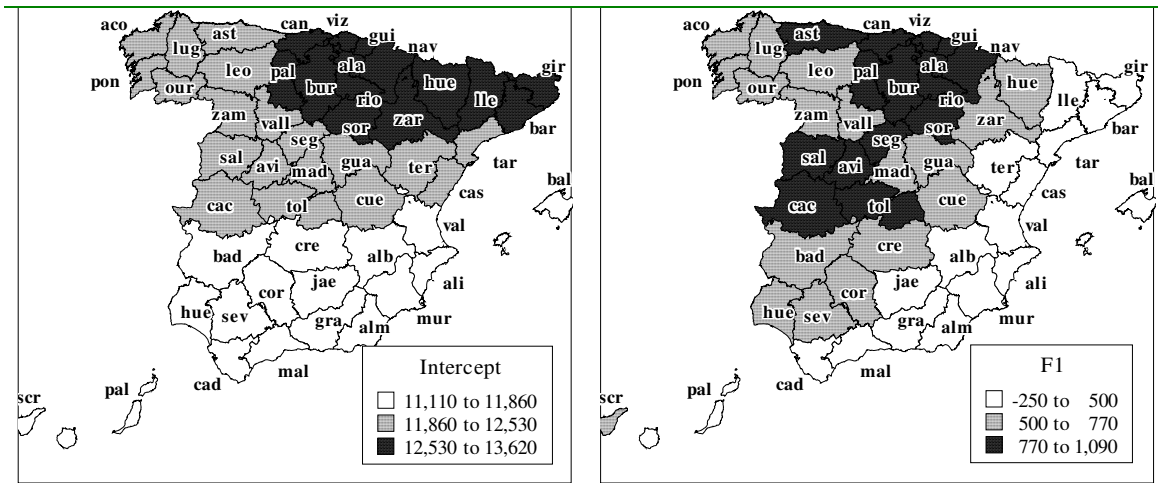 can viz
aco ast gui
lug nav
leo pal ala gir
pon our bur hue
rio lle
zam vall sor zar bar
seg
sal avi gua ter tar
mad
cac tol cue cas bal
val
bad cre alb
cor jae ali
hue sev gra alm mur
Intercept
mal
cad
pal
scr
11,110 to 11,860
11,860 to 12,530
12,530 to 13,620
can viz
aco ast gui
lug nav
leo pal ala gir
pon our bur hue
rio lle
zam vall sor zar bar
seg
sal avi gua ter tar
mad
cac tol cue cas bal
val
bad cre alb
cor jae ali
hue sev gra alm mur
F1
mal
cad
pal
scr
-250 to 500
500 to 770
770 to 1,090